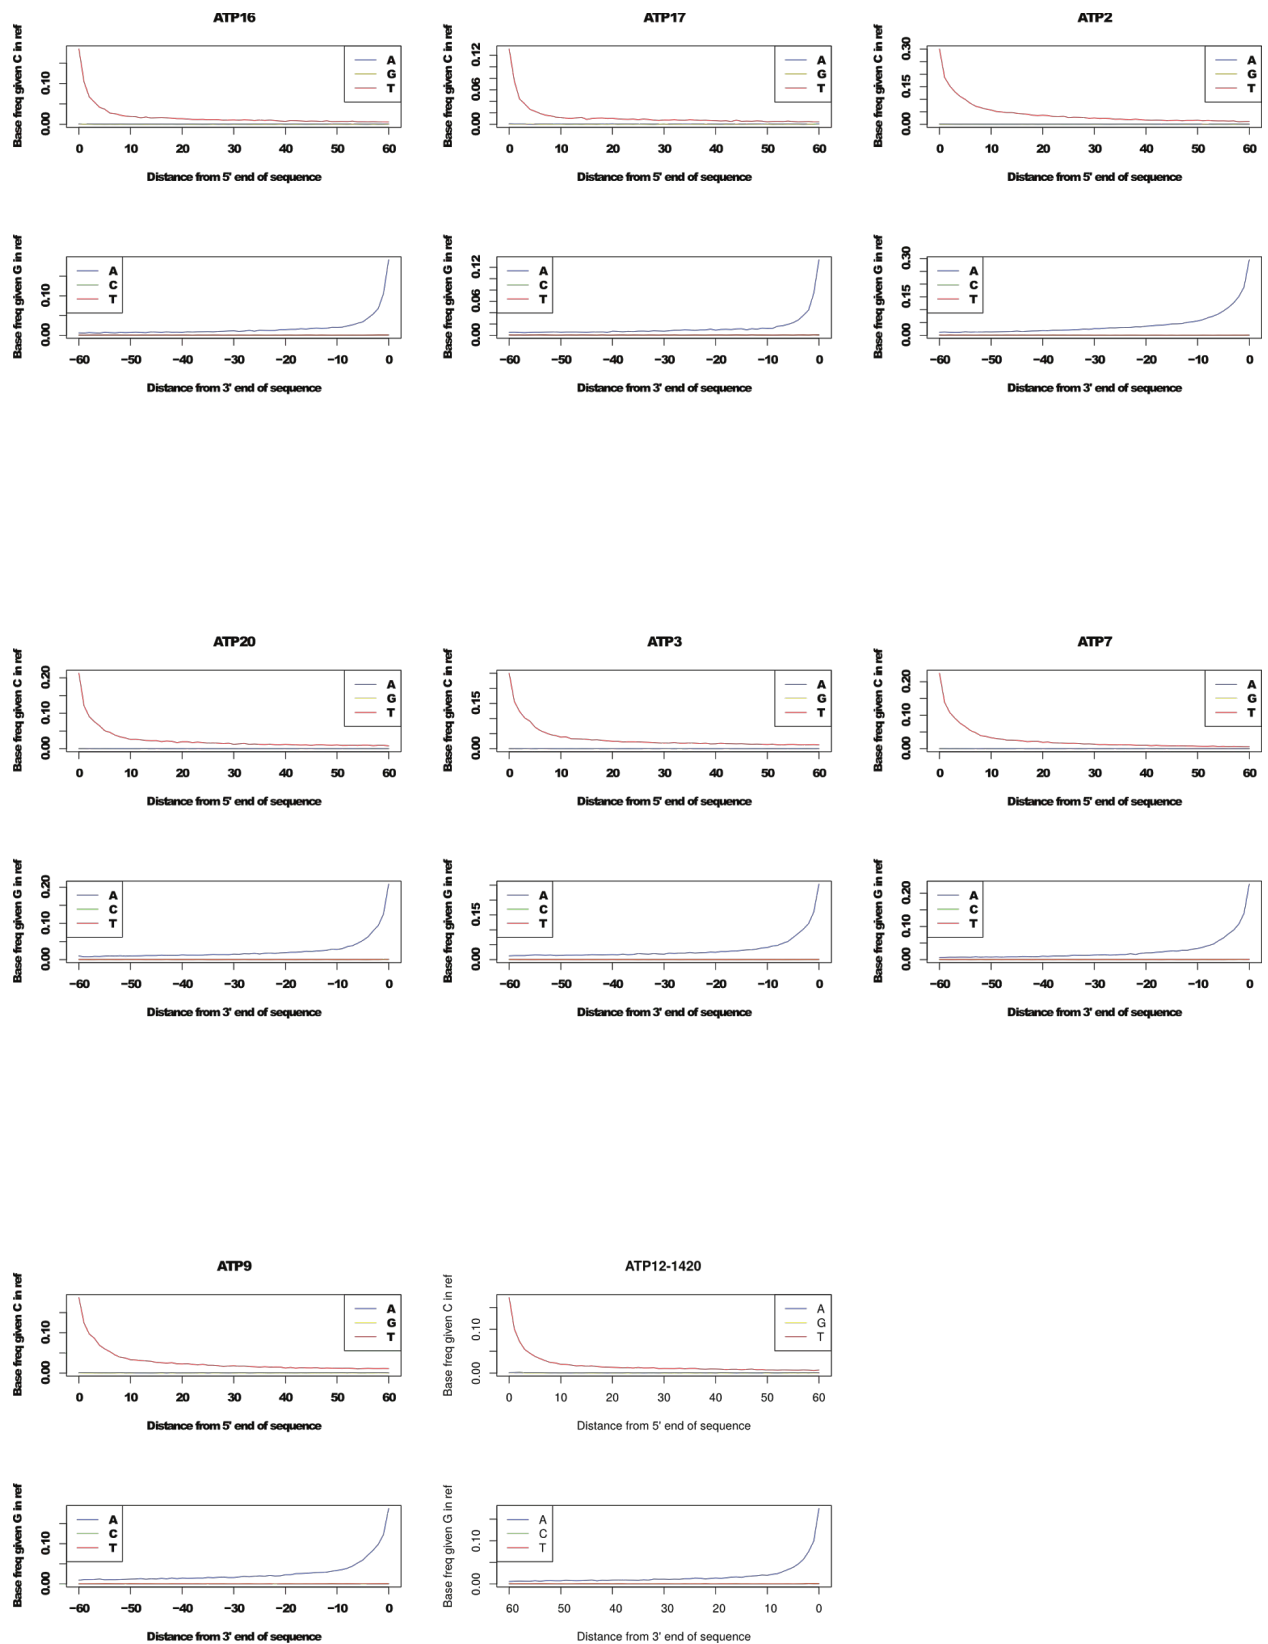 ATP16
Base freq given C in ref
0.00 0.10
A
G
T
0 10 20 30 40 50 60
Distance from 5' end of sequence
Base freq given G in ref
0.00 0.10
A
C
T
−60 −50 −40 −30 −20 −10 0
Distance from 3' end of sequence
ATP17
Base freq given C in ref
0.00 0.06 0.12
A
G
T
0 10 20 30 40 50 60
Distance from 5' end of sequence
Base freq given G in ref
0.00 0.06 0.12
A
C
T
−60 −50 −40 −30 −20 −10 0
Distance from 3' end of sequence
ATP2
Base freq given C in ref
0.00 0.15 0.30
A
G
T
0 10 20 30 40 50 60
Distance from 5' end of sequence
Base freq given G in ref
0.00 0.15 0.30
A
C
T
−60 −50 −40 −30 −20 −10 0
Distance from 3' end of sequence
ATP20
Base freq given C in ref
0.00 0.10 0.20
A
G
T
0 10 20 30 40 50 60
Distance from 5' end of sequence
Base freq given G in ref
0.00 0.10 0.20
A
C
T
−60 −50 −40 −30 −20 −10 0
Distance from 3' end of sequence
ATP3
Base freq given C in ref
0.00 0.15
A
G
T
0 10 20 30 40 50 60
Distance from 5' end of sequence
Base freq given G in ref
0.00 0.15
A
C
T
−60 −50 −40 −30 −20 −10 0
Distance from 3' end of sequence
ATP7
Base freq given C in ref
0.00 0.10 0.20
A
G
T
0 10 20 30 40 50 60
Distance from 5' end of sequence
Base freq given G in ref
0.00 0.10 0.20
A
C
T
−60 −50 −40 −30 −20 −10 0
Distance from 3' end of sequence
ATP9
Base freq given C in ref
0.00 0.10
A
G
T
0 10 20 30 40 50 60
Distance from 5' end of sequence
Base freq given G in ref
0.00 0.10
A
C
T
−60 −50 −40 −30 −20 −10 0
Distance from 3' end of sequence
ATP12-1420
Base freq given C in ref
0.00 0.10
A
G
T
0 10 20 30 40 50 60
Distance from 5' end of sequence
Base freq given G in ref
0.00 0.10
A
C
T
60 50 40 30 20 10 0
Distance from 3' end of sequence